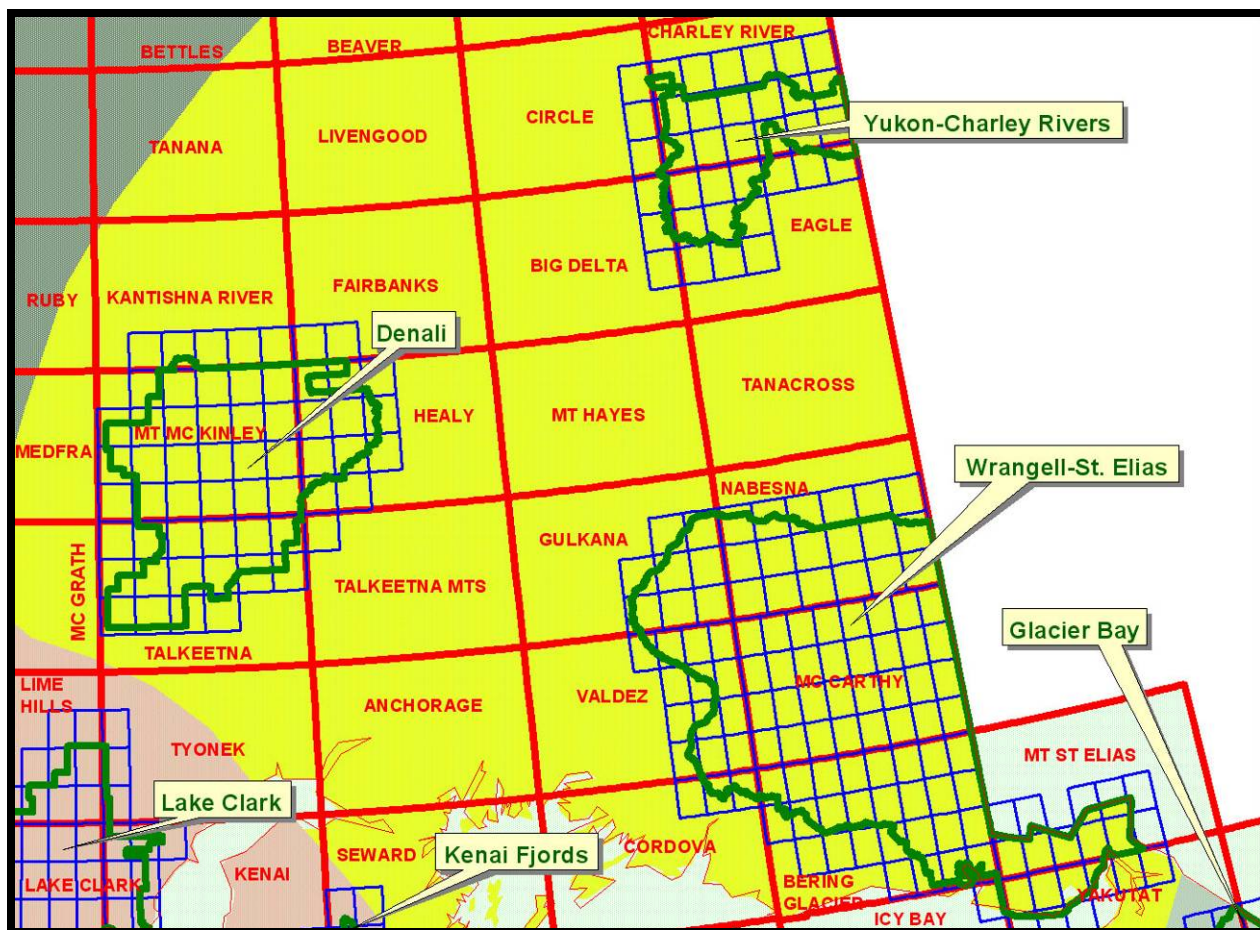 BETTLES
BEAVER
CHARLEY RIVER
TANANA
LIVENGOOD
CIRCLE
Yukon-Charley Rivers
RUBY
KANTISHNA RIVER
FAIRBANKS
BIG DELTA
EAGLE
Denali
MEDFRA
MT MC KINLEY
HEALY
MT HAYES
TANACROSS
Wrangell-St. Elias
NABESNA
MC GRATH
GULKANA
TALKEETNA MTS
TALKEETNA
Glacier Bay
LIME
HILLS
TYONEK
ANCHORAGE
VALDEZ
MC CARTHY
MT ST ELIAS
Lake Clark
LAKE CLARK
KENAI
SEWARD
Kenai Fjords
CORDOVA
BERING
GLACIER
ICY BAY
YAKUTAT